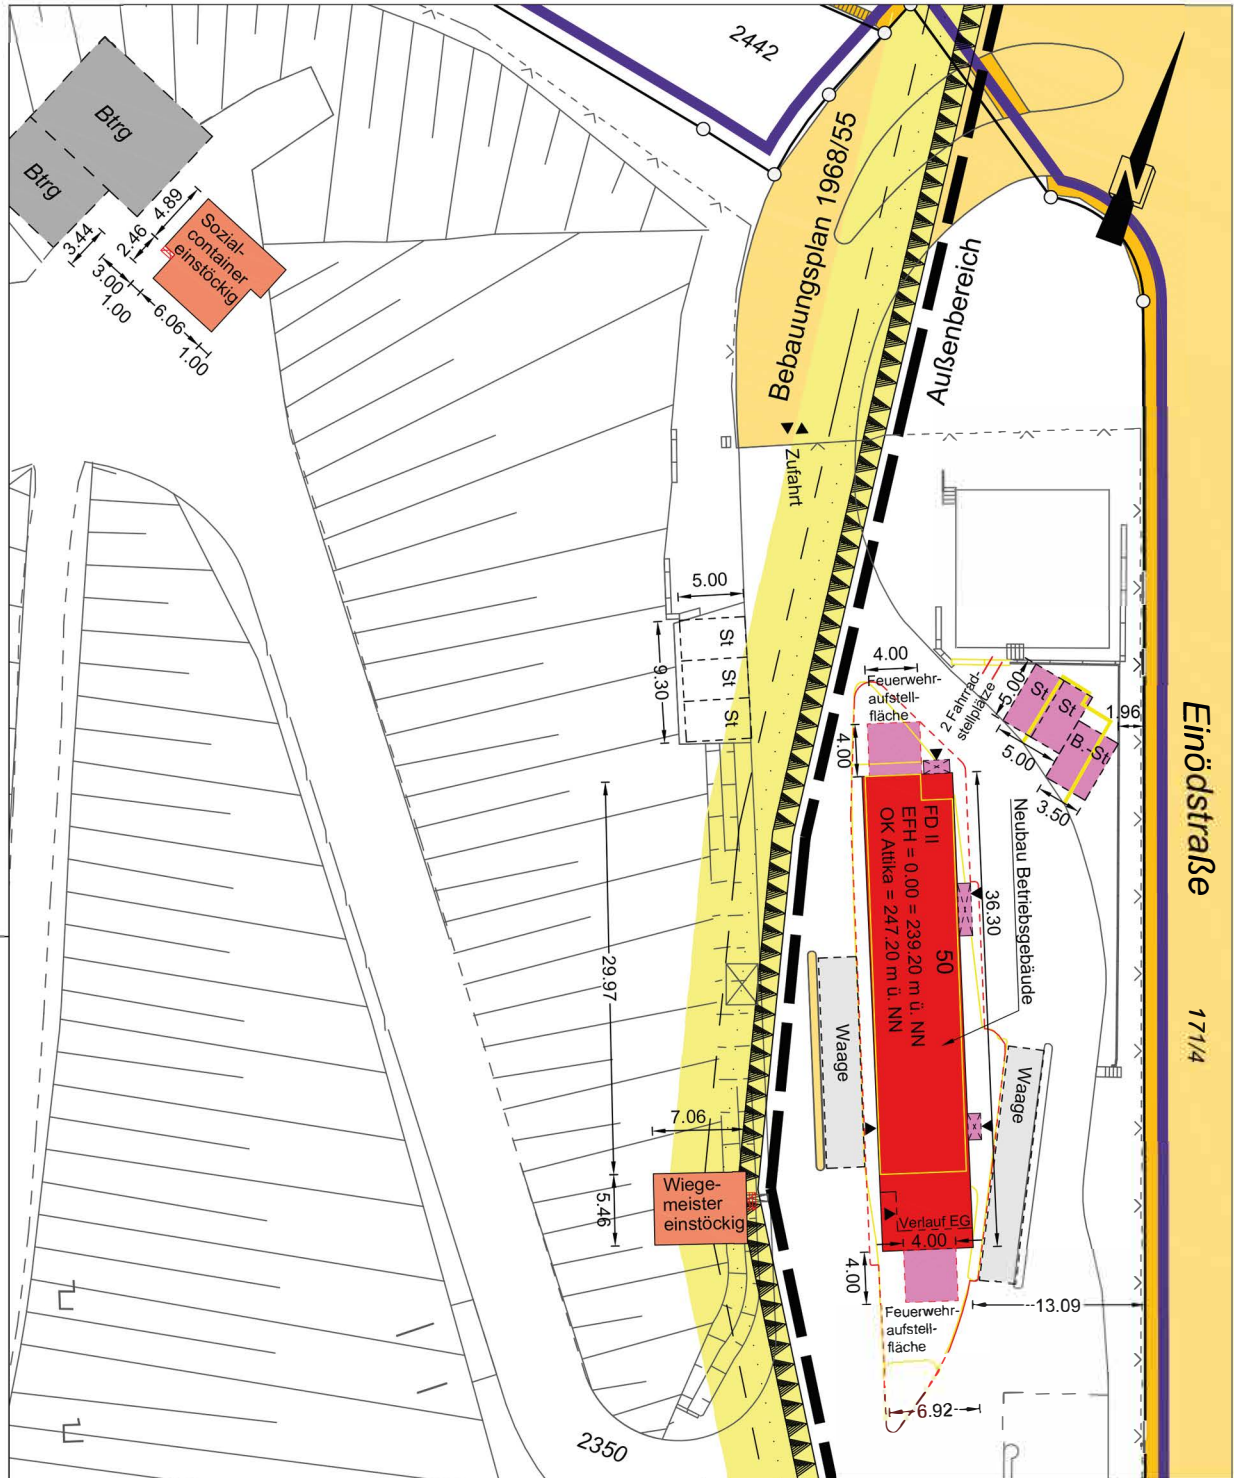 2442
Btrg
Btrg
4.89
2.46
3.44
3.00
1.00
6.06
1.00
Sozial-
container
einstöckig
Bebauungsplan 1968/55
Außenbereich
Zufahrt
5.00
St
St
St
9.30
4.00
Feuerwehr-
aufstell-
fläche
4.00
2 Fahrrad-
stellplätze
5.00
St
St
B.-St
1.96
5.00
3.50
Einödstraße
171/4
Neubau Betriebsgebäude
36.30
FD II
EFH = 0.00 = 239.20 m ü. NN
OK Attika = 247.20 m ü. NN
50
Waage
Waage
29.97
7.06
5.46
Wiege-
meister
einstöckig
Verlauf EG
4.00
4.00
Feuerwehr-
aufstell-
fläche
13.09
6.92
2350